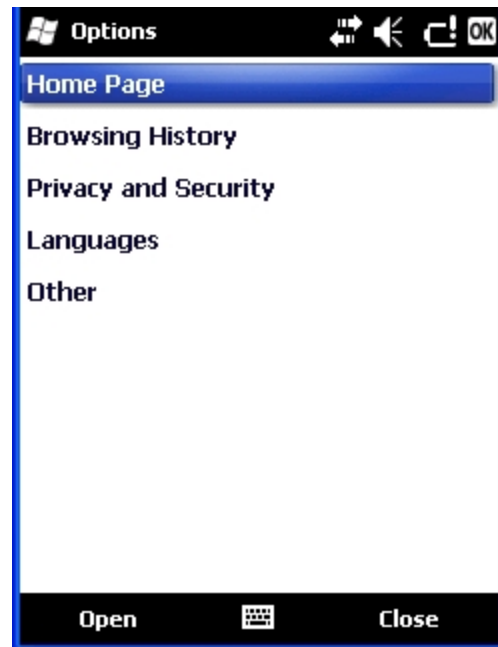 Options OK
Home Page
Browsing History
Privacy and Security
Languages
Other
Open Close